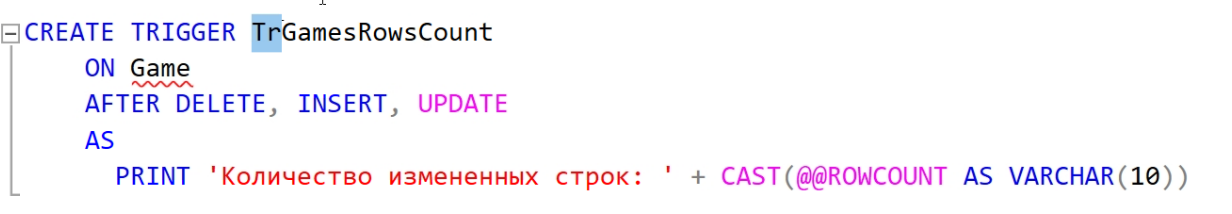 CREATE TRIGGER TrGamesRowsCount
ON Game
AFTER DELETE, INSERT, UPDATE
AS
PRINT 'Количество измененных строк: ' + CAST(@@ROWCOUNT AS VARCHAR(10))